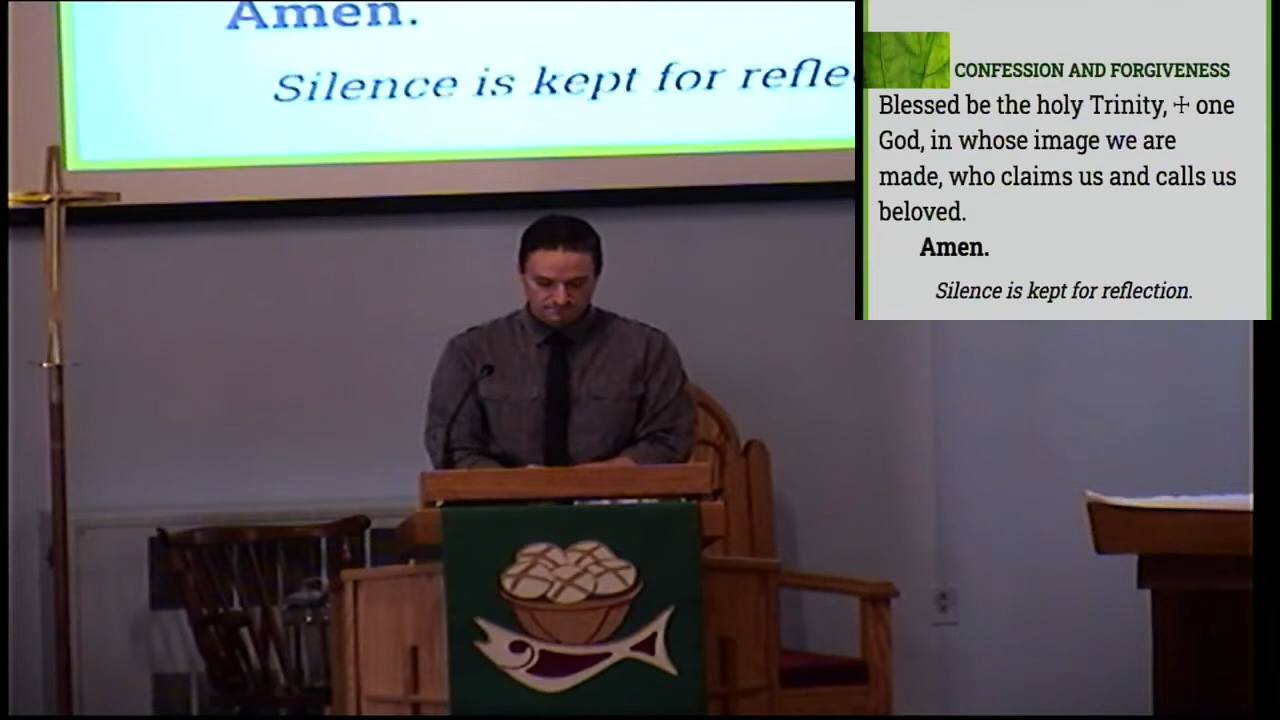 Amen.
Silence is kept for refle
CONFESSION AND FORGIVENESS
Blessed be the holy Trinity, ☩ one
God, in whose image we are
made, who claims us and calls us
beloved.
Amen.
Silence is kept for reflection.